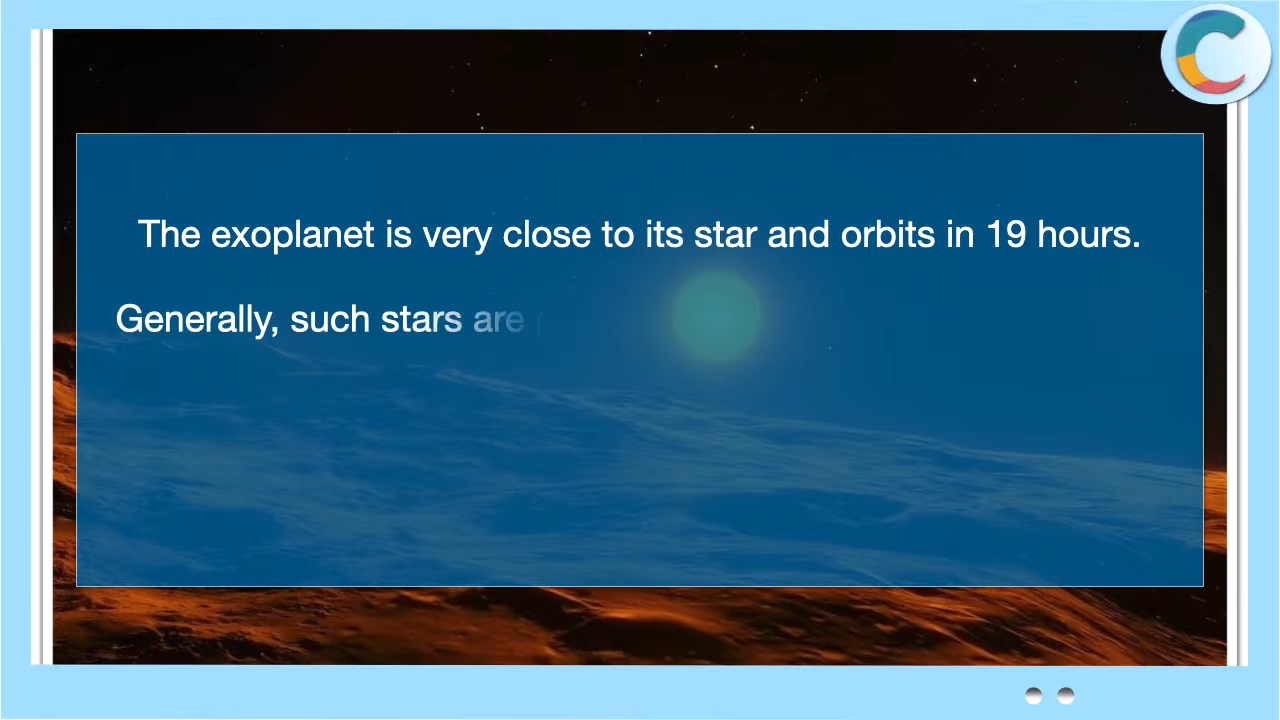 The exoplanet is very close to its star and orbits in 19 hours.
Generally, such stars are